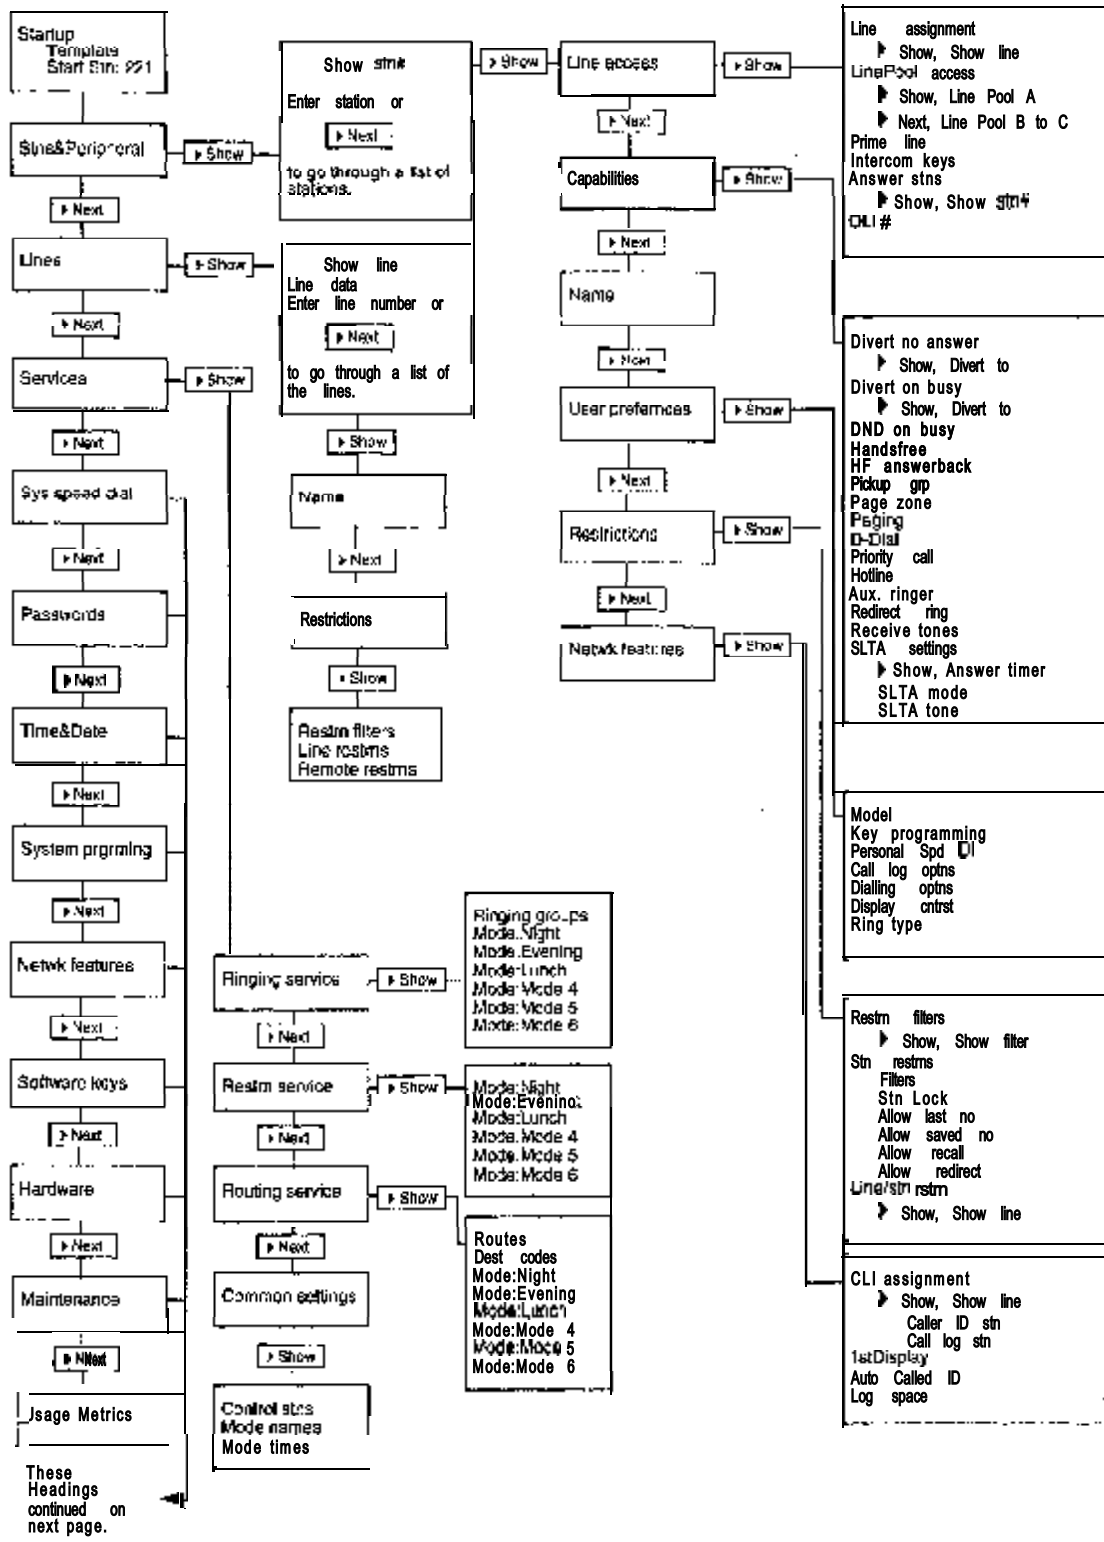 Startup
Template
Start Stn: 221
Stns&Peripheral
▶ Show
▶ Next
Lines
▶ Show
▶ Next
Services
▶ Show
▶ Next
Sys speed dial
▶ Next
Passwords
▶ Next
Time&Date
▶ Next
System prgrming
▶ Next
Netwk features
▶ Next
Software keys
▶ Next
Hardware
▶ Next
Maintenance
▶ Next
Usage Metrics
These
Headings
continued on
next page.
Show stn#
Enter station or
▶ Next
to go through a list of
stations.
Show line
Line data
Enter line number or
▶ Next
to go through a list of
the lines.
▶ Show
Name
▶ Next
Restrictions
▶ Show
Restrn filters
Line restrns
Remote restrns
Ringing service
▶ Show
▶ Next
Restrn service
▶ Show
▶ Next
Routing service
▶ Show
▶ Next
Common settings
▶ Show
Control stns
Mode names
Mode times
Ringing groups
Mode:Night
Mode:Evening
Mode:Lunch
Mode:Mode 4
Mode:Mode 5
Mode:Mode 6
Mode:Night
Mode:Evening
Mode:Lunch
Mode:Mode 4
Mode:Mode 5
Mode:Mode 6
Routes
Dest codes
Mode:Night
Mode:Evening
Mode:Lunch
Mode:Mode 4
Mode:Mode 5
Mode:Mode 6
▶ Show
Line access
▶ Show
▶ Next
Capabilities
▶ Show
▶ Next
Name
▶ Next
User prefernces
▶ Show
▶ Next
Restrictions
▶ Show
▶ Next
Netwk features
▶ Show
Line assignment
▶ Show, Show line
LinePool access
▶ Show, Line Pool A
▶ Next, Line Pool B to C
Prime line
Intercom keys
Answer stns
▶ Show, Show stn#
OLI #
Divert no answer
▶ Show, Divert to
Divert on busy
▶ Show, Divert to
DND on busy
Handsfree
HF answerback
Pickup grp
Page zone
Paging
D-Dial
Priority call
Hotline
Aux. ringer
Redirect ring
Receive tones
SLTA settings
▶ Show, Answer timer
SLTA mode
SLTA tone
Model
Key programming
Personal Spd Dl
Call log optns
Dialling optns
Display cntrst
Ring type
Restrn filters
▶ Show, Show filter
Stn restrns
Filters
Stn Lock
Allow last no
Allow saved no
Allow recall
Allow redirect
Line/stn rstrn
▶ Show, Show line
CLI assignment
▶ Show, Show line
Caller ID stn
Call log stn
1stDisplay
Auto Called ID
Log space